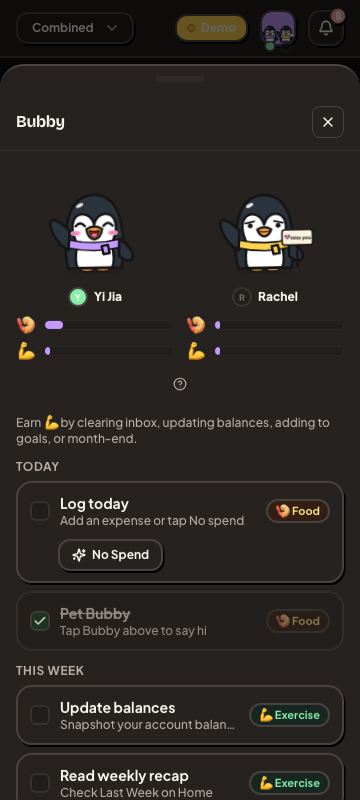 Combined
Demo
8
Bubby
miss you
Y
Yi Jia
R
Rachel
Earn 💪 by clearing inbox, updating balances, adding to
goals, or month-end.
TODAY
Log today
Add an expense or tap No spend
🍤 Food
No Spend
Pet Bubby
Tap Bubby above to say hi
🍤 Food
THIS WEEK
Update balances
Snapshot your account balan...
💪 Exercise
Read weekly recap
Check Last Week on Home
💪 Exercise